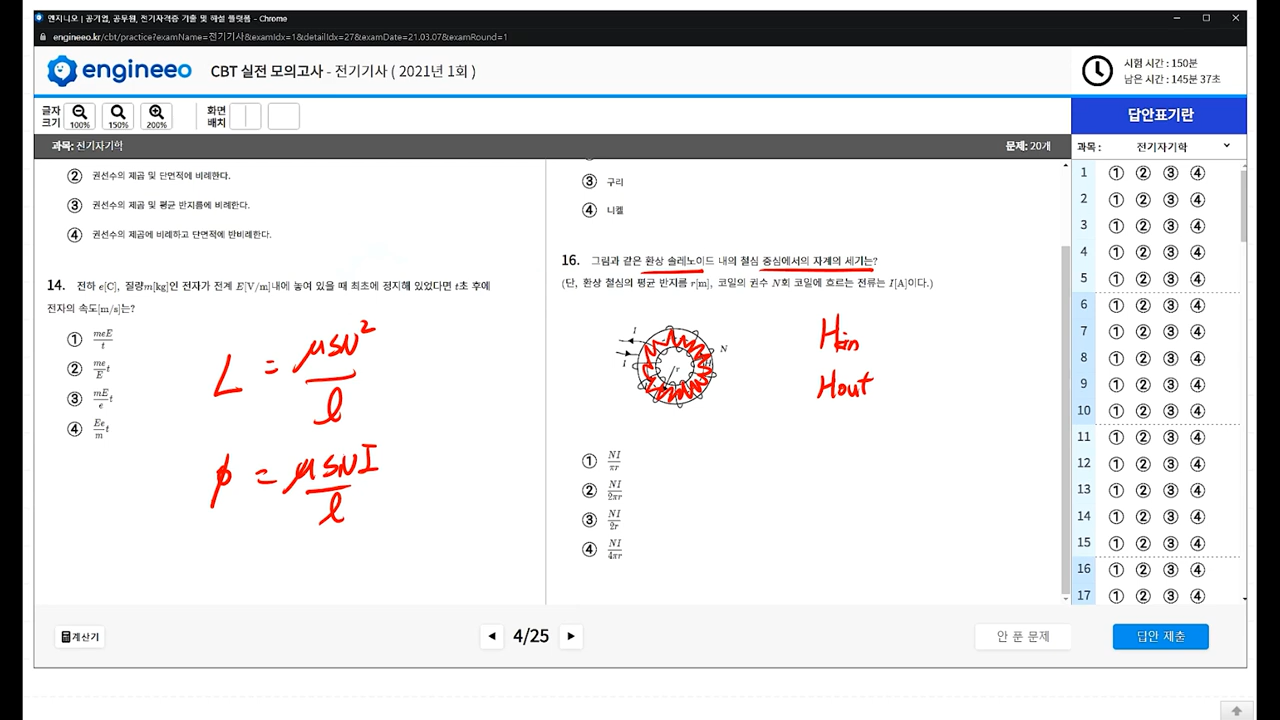 엔지니오 | 공기업, 공무원, 전기자격증 기출 및 해설 플랫폼 - Chrome
engineeo.kr/cbt/practice?examName=전기기사&examIdx=1&detailIdx=27&examDate=21.03.07&examRound=1
engineeo CBT 실전 모의고사 - 전기기사 ( 2021년 1회 )
시험 시간 : 150분
남은 시간 : 145분 37초
글자 크기 100% 150% 200% 화면 배치
답안표기란
과목: 전기자기학 문제: 20개
과목 : 전기자기학
② 권선수의 제곱 및 단면적에 비례한다.
③ 권선수의 제곱 및 평균 반지름에 비례한다.
④ 권선수의 제곱에 비례하고 단면적에 반비례한다.
14. 전하 e[C], 질량m[kg]인 전자가 전계 E[V/m]내에 놓여 있을 때 최초에 정지해 있었다면 t초 후에
전자의 속도[m/s]는?
① meE/t
② me/E t
③ mE/e t
④ Ee/m t
L = μSN²/l
φ = μSNI/l
③ 구리
④ 니켈
16. 그림과 같은 환상 솔레노이드 내의 철심 중심에서의 자계의 세기는?
(단, 환상 철심의 평균 반지름 r[m], 코일의 권수 N회 코일에 흐르는 전류는 I[A]이다.)
I
I
N
r
Hin
Hout
① NI/πr
② NI/2πr
③ NI/2r
④ NI/4πr
1 ① ② ③ ④
2 ① ② ③ ④
3 ① ② ③ ④
4 ① ② ③ ④
5 ① ② ③ ④
6 ① ② ③ ④
7 ① ② ③ ④
8 ① ② ③ ④
9 ① ② ③ ④
10 ① ② ③ ④
11 ① ② ③ ④
12 ① ② ③ ④
13 ① ② ③ ④
14 ① ② ③ ④
15 ① ② ③ ④
16 ① ② ③ ④
17 ① ② ③ ④
계산기
◀ 4/25 ▶
안 푼 문제
답안 제출